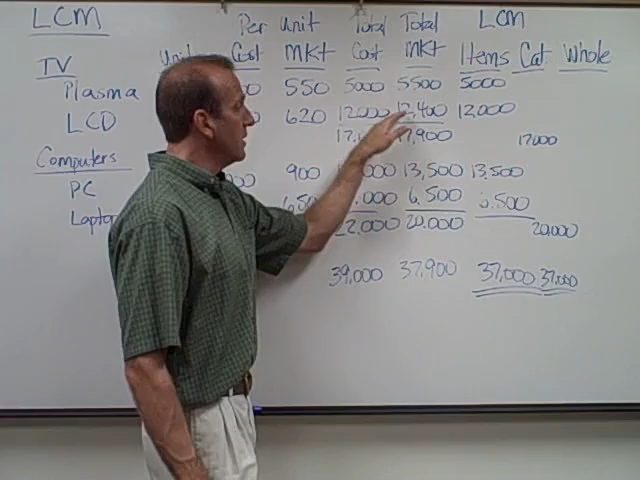 LCM Per Unit Total Total LCM
Cost MKt Cost MKt Items Cat Whole
TV
Plasma 550 5000 5500 5000
LCD 620 12000 12,400 12,000
17,900 17000
Computers
PC 900 13,500 13,500
Laptop 650 6,500 6.500
22,000 20.000 20,000
39,000 37,900 37,000 37,000